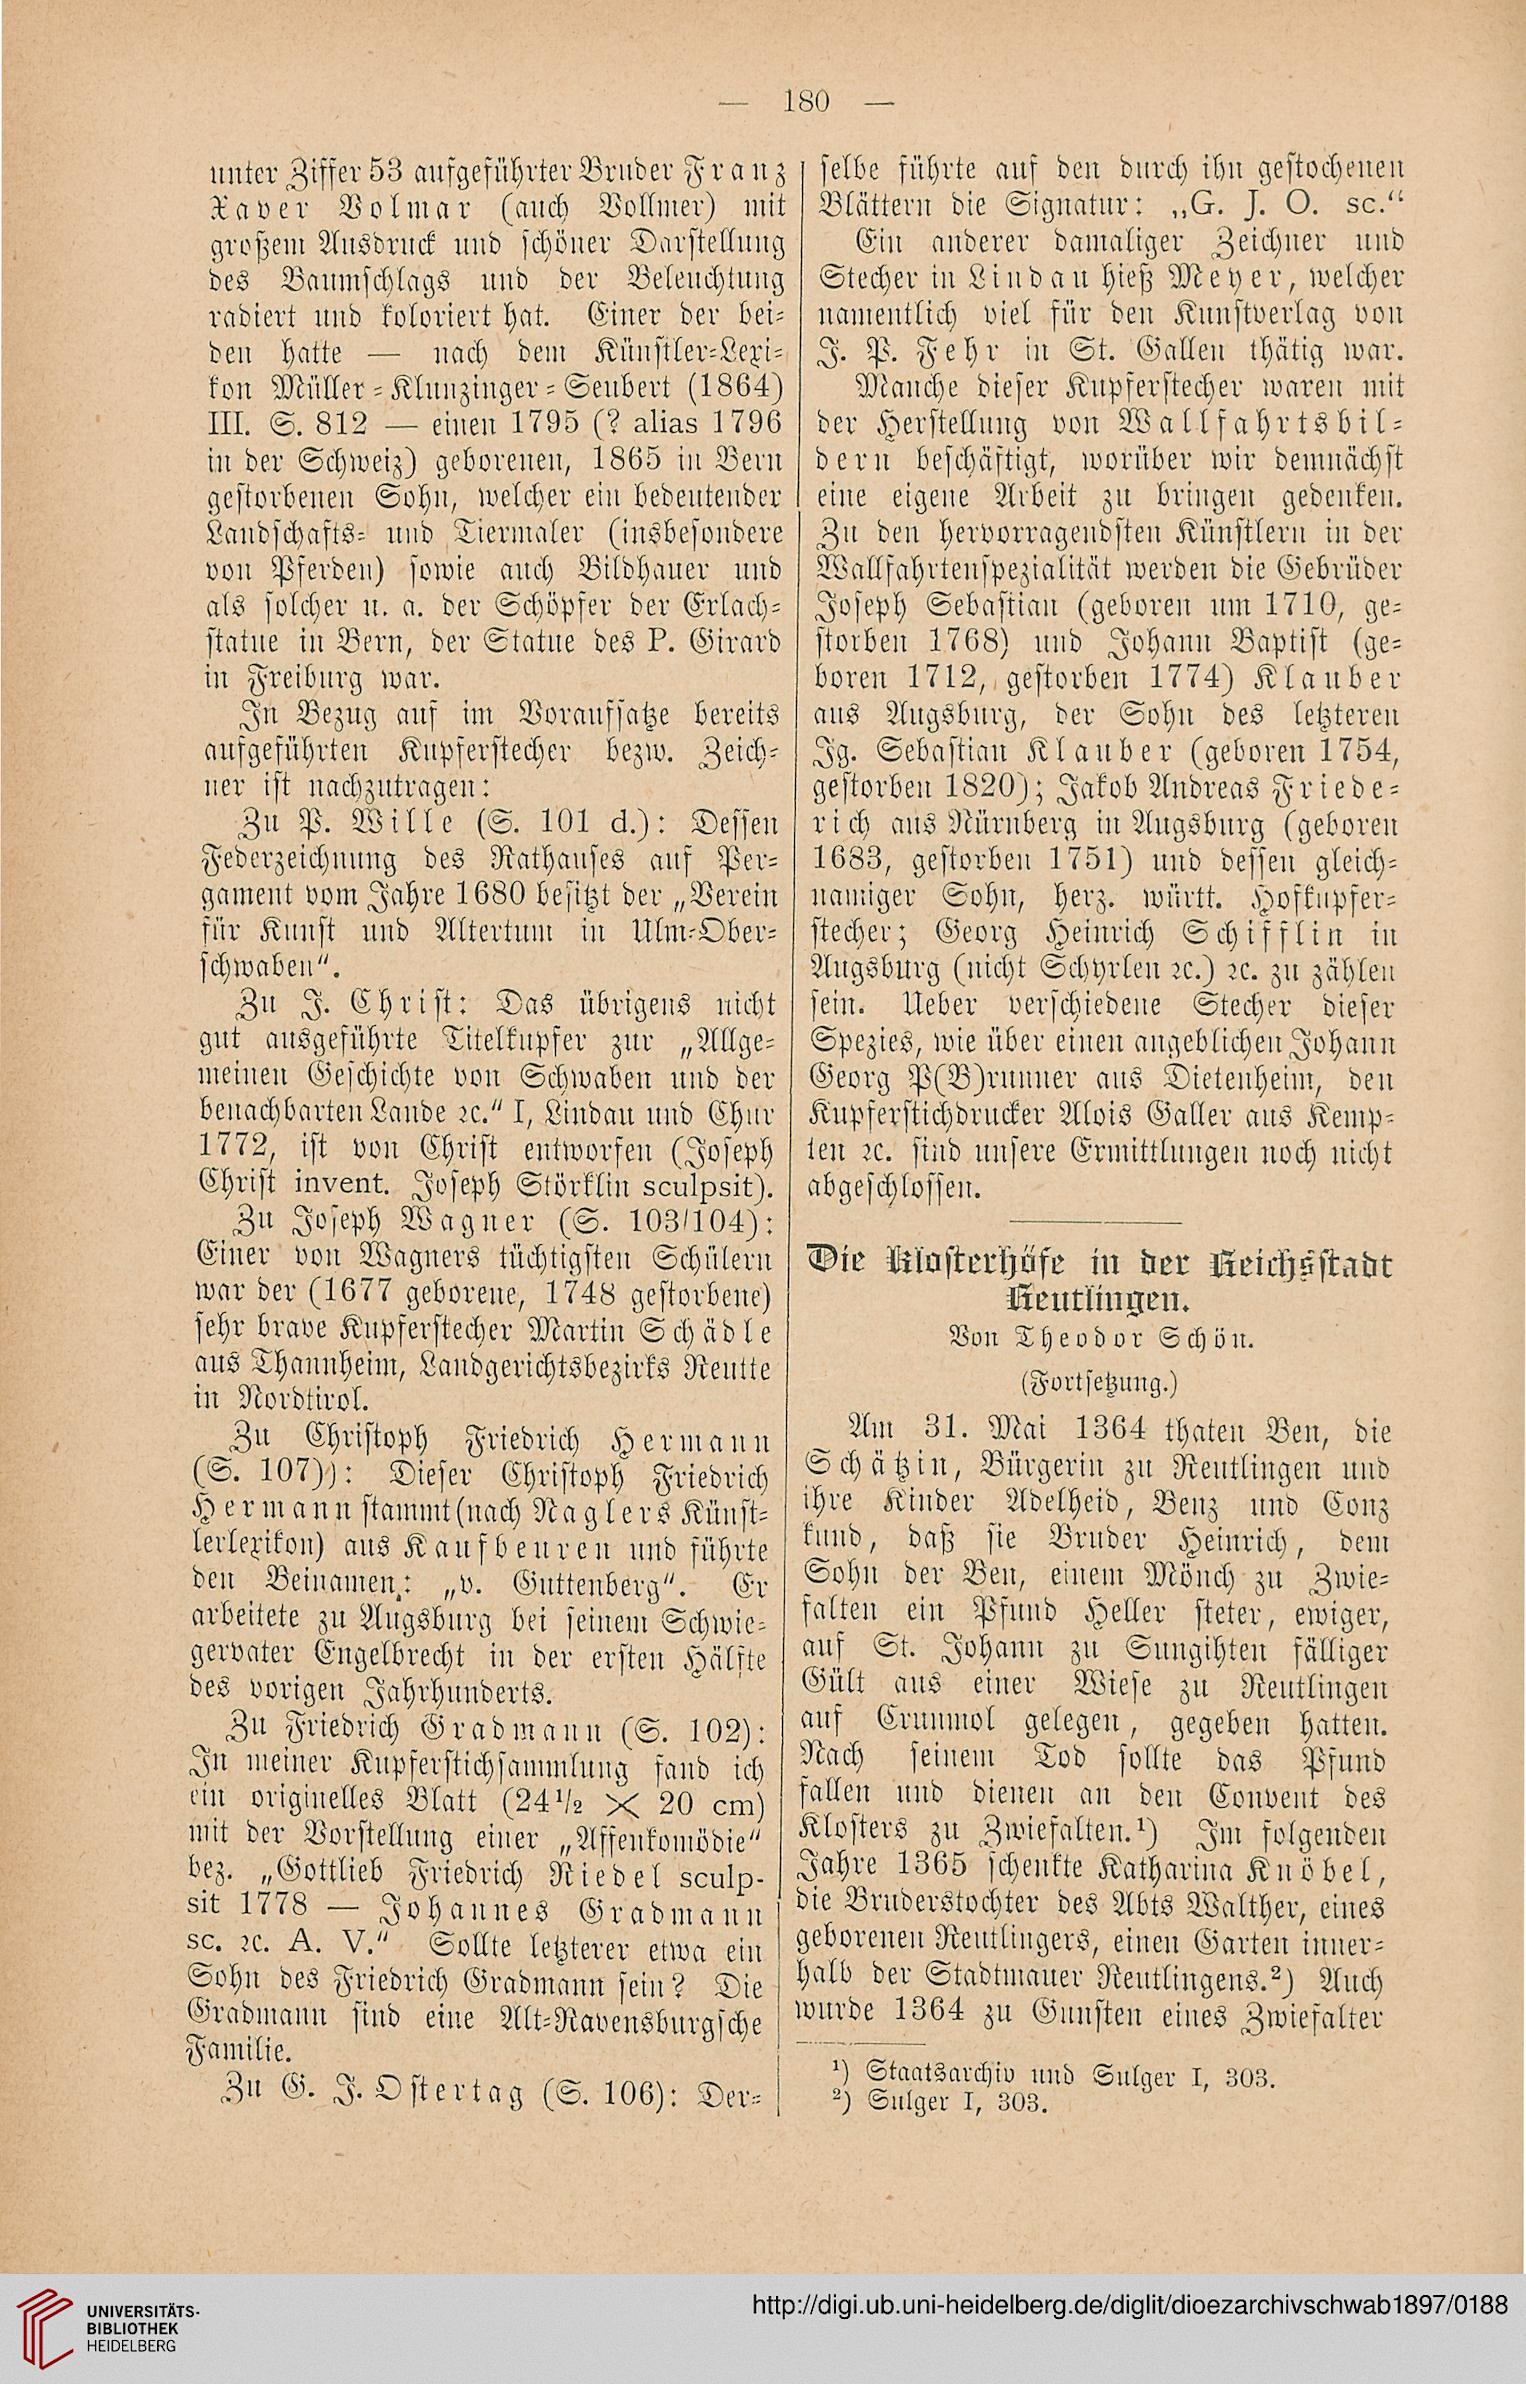 — 180 —
unter Ziffer 53 aufgeführter Bruder Franz
Xaver Volmar (auch Vollmer) mit
großem Ausdruck und schöner Darstellung
des Baumschlags und der Beleuchtung
radiert und koloriert hat. Einer der bei-
den hatte — nach dem Künstler-Lexi-
kon Müller-Klunzinger-Seubert (1864)
III. S. 812 — einen 1795 (? alias 1796
in der Schweiz) geborenen, 1865 in Bern
gestorbenen Sohn, welcher ein bedeutender
Landschafts- und Tiermaler (insbesondere
von Pferden) sowie auch Bildhauer und
als solcher u. a. der Schöpfer der Erlach-
statue in Bern, der Statue des P. Girard
in Freiburg war.
In Bezug auf im Voraufsatze bereits
aufgeführten Kupferstecher bezw. Zeich-
ner ist nachzutragen:
Zu P. Wille (S. 101 d.): Dessen
Federzeichnung des Rathauses auf Per-
gament vom Jahre 1680 besitzt der „Verein
für Kunst und Altertum in Ulm-Ober-
schwaben".
Zu J. Christ: Das übrigens nicht
gut ausgeführte Titelkupfer zur „Allge-
meinen Geschichte von Schwaben und der
benachbarten Lande ꝛc." I, Lindau und Chur
1772, ist von Christ entworfen (Joseph
Christ invent. Joseph Störklin sculpsit).
Zu Joseph Wagner (S. 103/104):
Einer von Wagners tüchtigsten Schülern
war der (1677 geborene, 1748 gestorbene)
sehr brave Kupferstecher Martin Schädle
aus Thannheim, Landgerichtsbezirks Reutte
in Nordtirol.
Zu Christoph Friedrich Hermann
(S. 107)): Dieser Christoph Friedrich
Hermann stammt (nach Naglers Künst-
lerlexikon) aus Kaufbeuren und führte
den Beinamen: „v. Guttenberg". Er
arbeitete zu Augsburg bei seinem Schwie-
gervater Engelbrecht in der ersten Hälfte
des vorigen Jahrhunderts.
Zu Friedrich Gradmann (S. 102):
In meiner Kupferstichsammlung fand ich
ein originelles Blatt (24½ × 20 cm)
mit der Vorstellung einer „Affenkomödie"
bez. „Gottlieb Friedrich Riedel sculp-
sit 1778 — Johannes Gradmann
sc. ꝛc. A. V." Sollte letzterer etwa ein
Sohn des Friedrich Gradmann sein? Die
Gradmann sind eine Alt-Ravensburgsche
Familie.
Zu G. J. Ostertag (S. 106): Der-
selbe führte auf den durch ihn gestochenen
Blättern die Signatur: „G. J. O. sc."
Ein anderer damaliger Zeichner und
Stecher in Lindau hieß Meyer, welcher
namentlich viel für den Kunstverlag von
J. P. Fehr in St. Gallen thätig war.
Manche dieser Kupferstecher waren mit
der Herstellung von Wallfahrtsbil-
dern beschäftigt, worüber wir demnächst
eine eigene Arbeit zu bringen gedenken.
Zu den hervorragendsten Künstlern in der
Wallfahrtenspezialität werden die Gebrüder
Joseph Sebastian (geboren um 1710, ge-
storben 1768) und Johann Baptist (ge-
boren 1712, gestorben 1774) Klauber
aus Augsburg, der Sohn des letzteren
Ig. Sebastian Klauber (geboren 1754,
gestorben 1820); Jakob Andreas Friede-
rich aus Nürnberg in Augsburg (geboren
1683, gestorben 1751) und dessen gleich-
namiger Sohn, herz. württ. Hofkupfer-
stecher; Georg Heinrich Schifflin in
Augsburg (nicht Schyrlen ꝛc.) ꝛc. zu zählen
sein. Ueber verschiedene Stecher dieser
Spezies, wie über einen angeblichen Johann
Georg P(B)runner aus Dietenheim, den
Kupferstichdrucker Alois Galler aus Kemp-
ten ꝛc. sind unsere Ermittlungen noch nicht
abgeschlossen.
Die Klosterhöfe in der Reichsstadt
Reutlingen.
Von Theodor Schön.
(Fortsetzung.)
Am 31. Mai 1364 thaten Ben, die
Schätzin, Bürgerin zu Reutlingen und
ihre Kinder Adelheid, Benz und Conz
kund, daß sie Bruder Heinrich, dem
Sohn der Ben, einem Mönch zu Zwie-
falten ein Pfund Heller steter, ewiger,
auf St. Johann zu Sungihten fälliger
Gült aus einer Wiese zu Reutlingen
auf Crunmol gelegen, gegeben hatten.
Nach seinem Tod sollte das Pfund
fallen und dienen an den Convent des
Klosters zu Zwiefalten.¹) Im folgenden
Jahre 1365 schenkte Katharina Knöbel,
die Bruderstochter des Abts Walther, eines
geborenen Reutlingers, einen Garten inner-
halb der Stadtmauer Reutlingens.²) Auch
wurde 1364 zu Gunsten eines Zwiefalter
¹) Staatsarchiv und Sulger I, 303.
²) Sulger I, 303.
UNIVERSITÄTS-
BIBLIOTHEK
HEIDELBERG
http://digi.ub.uni-heidelberg.de/diglit/dioezarchivschwab1897/0188